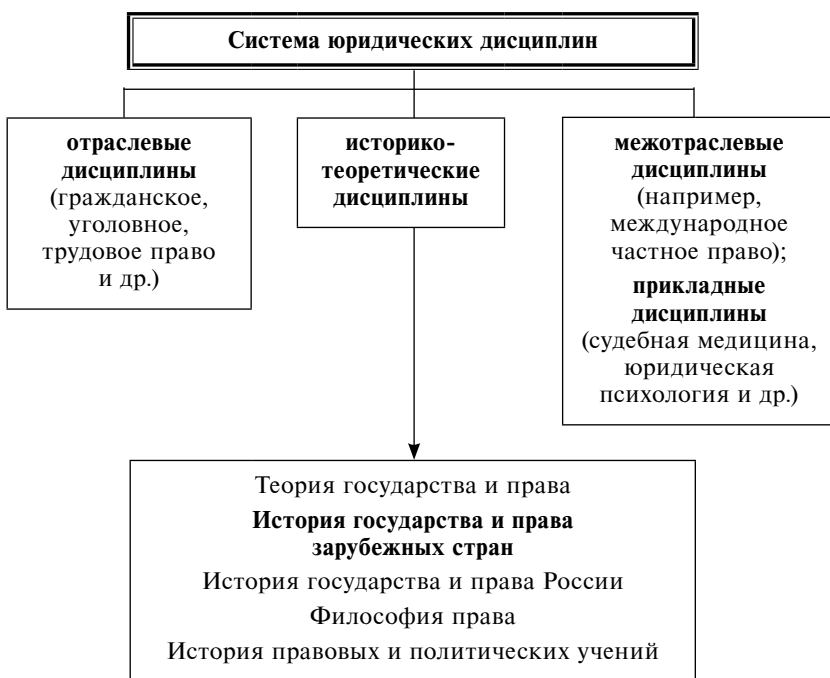 Система юридических дисциплин
отраслевые
дисциплины
(гражданское,
уголовное,
трудовое право
и др.)
историко-
теоретические
дисциплины
межотраслевые
дисциплины
(например,
международное
частное право);
прикладные
дисциплины
(судебная медицина,
юридическая
психология и др.)
Теория государства и права
История государства и права
зарубежных стран
История государства и права России
Философия права
История правовых и политических учений